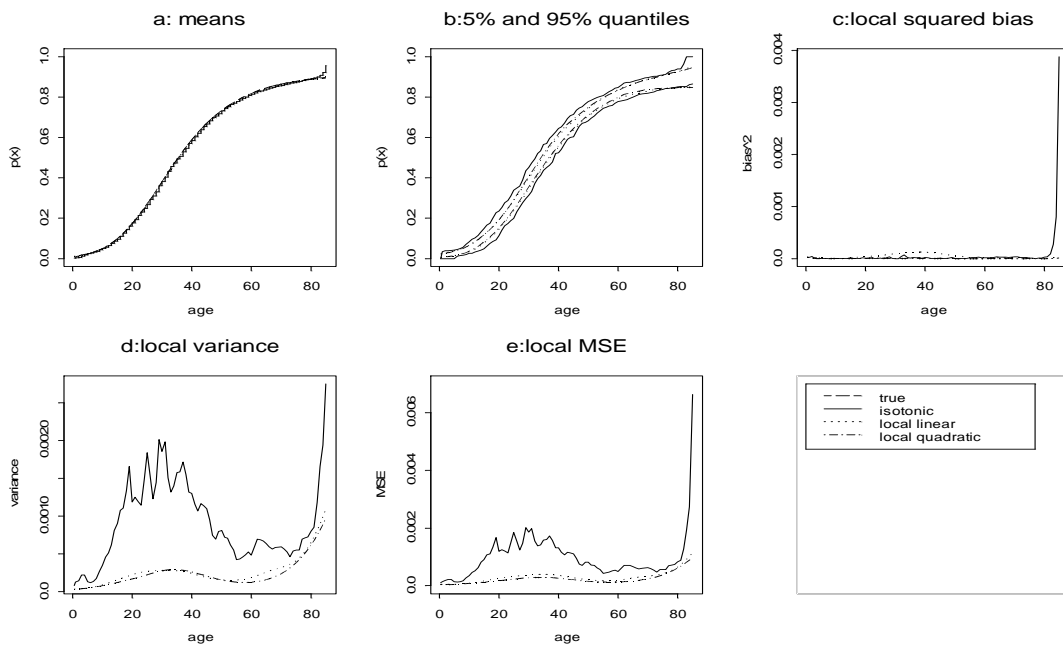 a: means
p(x)
0.0 0.2 0.4 0.6 0.8 1.0
0 20 40 60 80
age
b:5% and 95% quantiles
p(x)
0.0 0.2 0.4 0.6 0.8 1.0
0 20 40 60 80
age
c:local squared bias
bias^2
0.0 0.001 0.002 0.003 0.004
0 20 40 60 80
age
d:local variance
variance
0.0 0.0010 0.0020
0 20 40 60 80
age
e:local MSE
MSE
0.0 0.002 0.004 0.006
0 20 40 60 80
age
true
isotonic
local linear
local quadratic